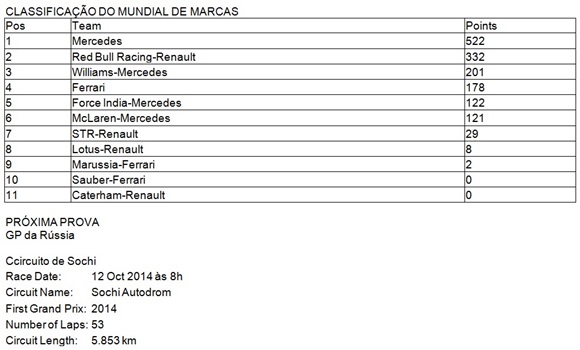 CLASSIFICAÇÃO DO MUNDIAL DE MARCAS
Pos Team Points
1 Mercedes 522
2 Red Bull Racing-Renault 332
3 Williams-Mercedes 201
4 Ferrari 178
5 Force India-Mercedes 122
6 McLaren-Mercedes 121
7 STR-Renault 29
8 Lotus-Renault 8
9 Marussia-Ferrari 2
10 Sauber-Ferrari 0
11 Caterham-Renault 0
PRÓXIMA PROVA
GP da Rússia
Ccircuito de Sochi
Race Date: 12 Oct 2014 às 8h
Circuit Name: Sochi Autodrom
First Grand Prix: 2014
Number of Laps: 53
Circuit Length: 5.853 km